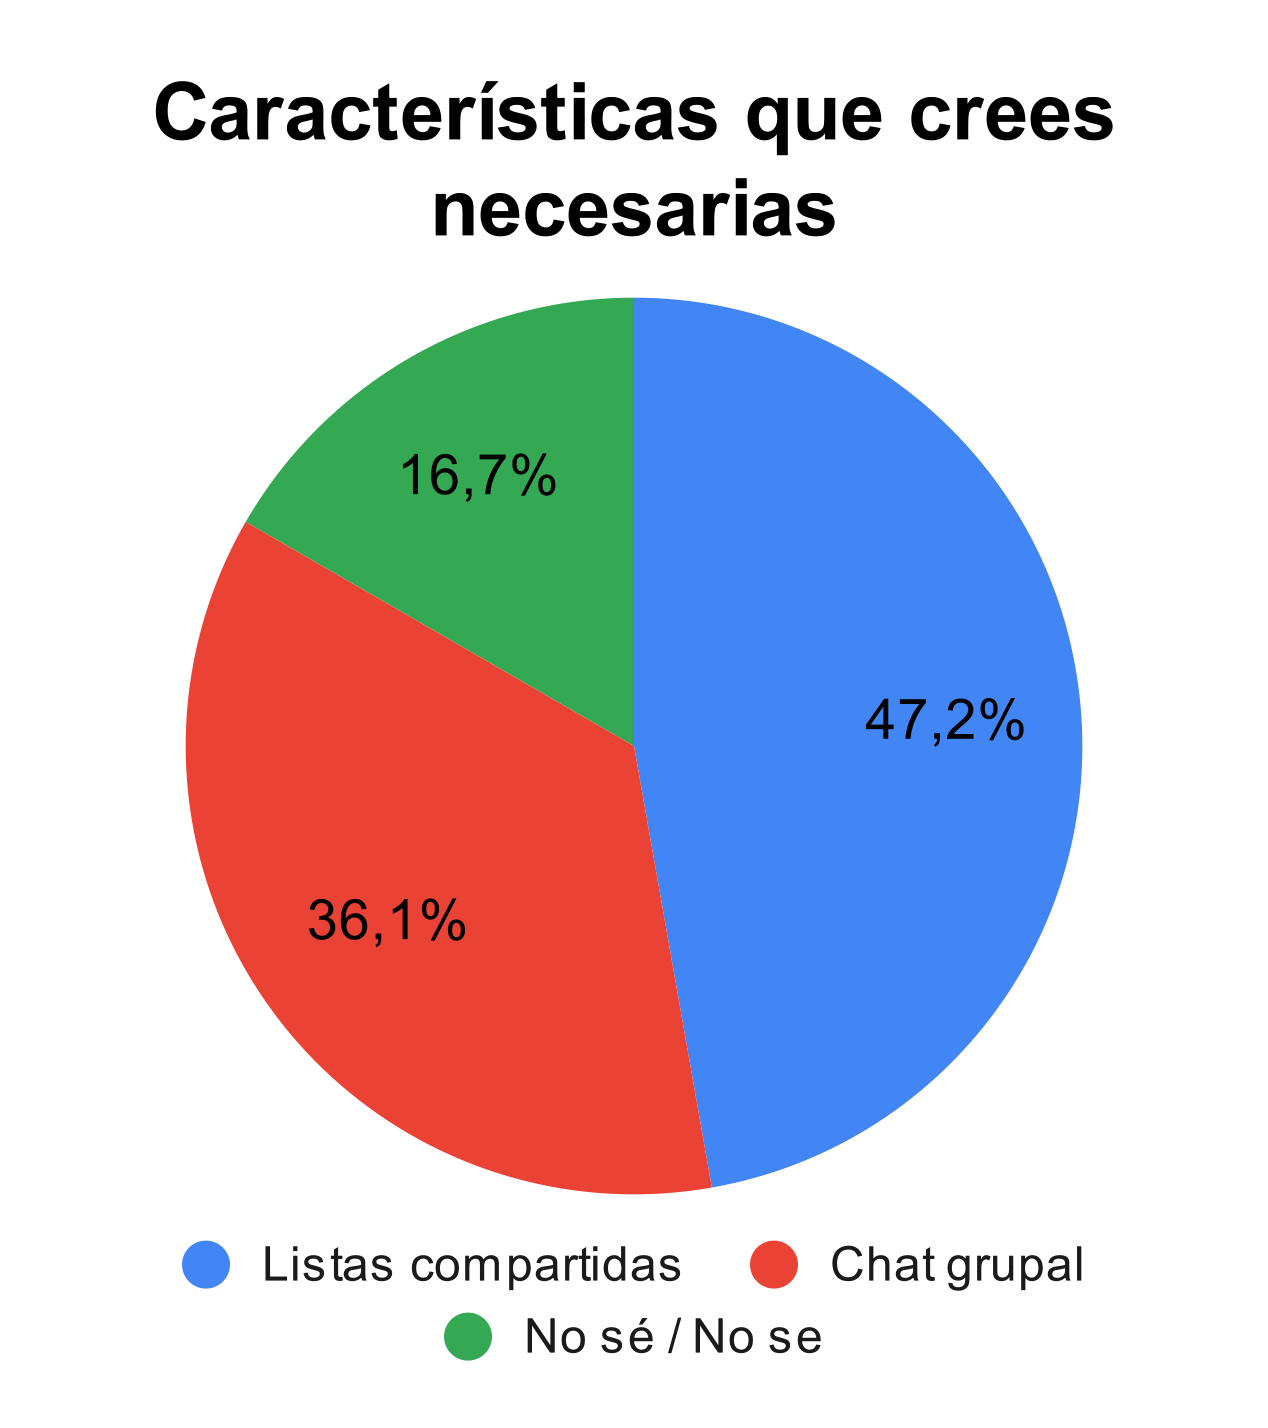 Características que crees
necesarias
16,7%
47,2%
36,1%
Listas compartidas
Chat grupal
No sé / No se